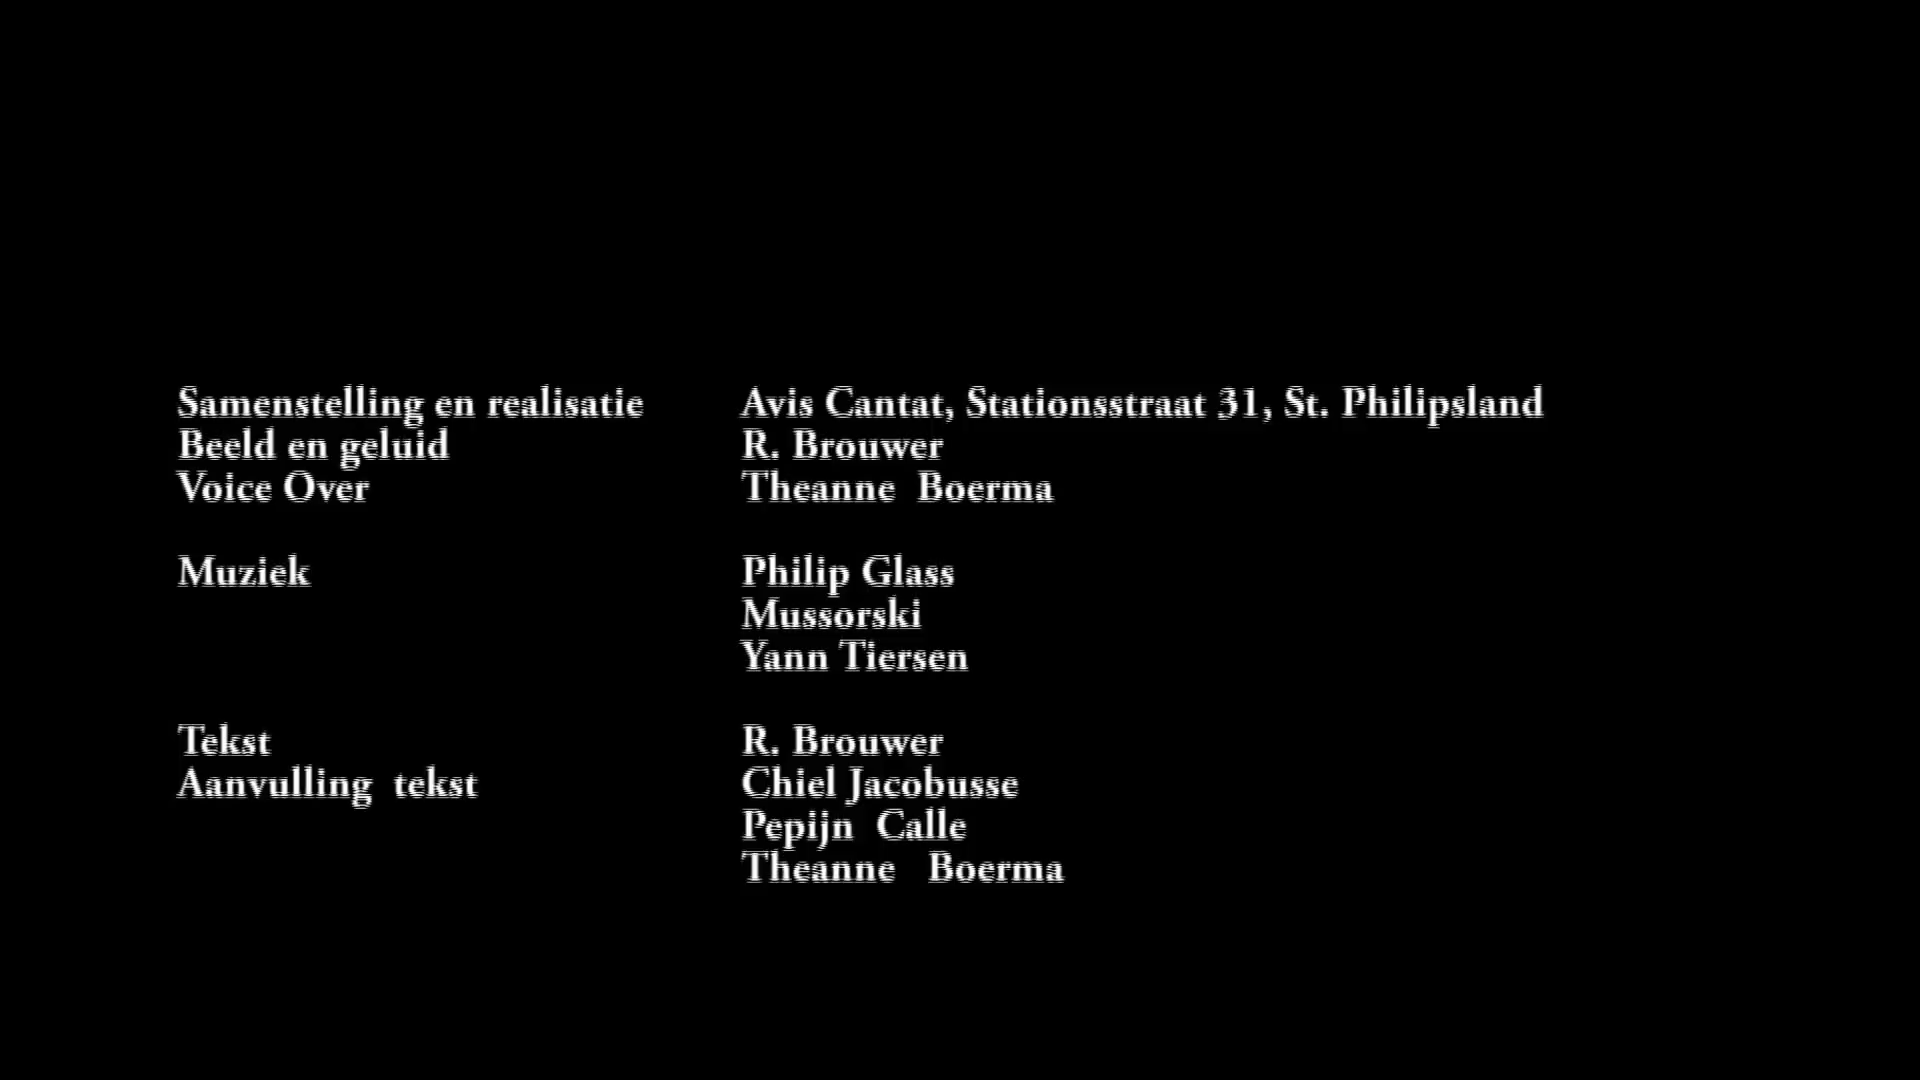 Samenstelling en realisatie Avis Cantat, Stationsstraat 31, St. Philipsland
Beeld en geluid R. Brouwer
Voice Over Theanne Boerma
Muziek Philip Glass
Mussorski
Yann Tiersen
Tekst R. Brouwer
Aanvulling tekst Chiel Jacobusse
Pepijn Calle
Theanne Boerma